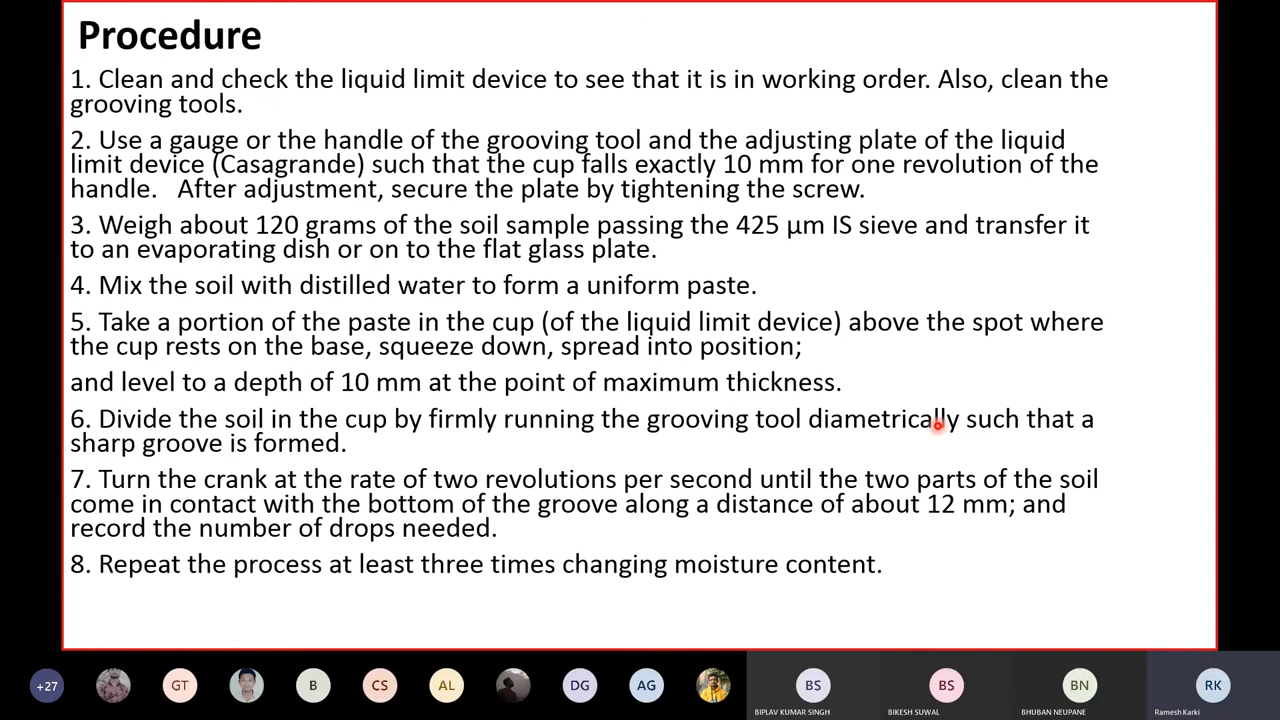 Procedure
1. Clean and check the liquid limit device to see that it is in working order. Also, clean the
grooving tools.
2. Use a gauge or the handle of the grooving tool and the adjusting plate of the liquid
limit device (Casagrande) such that the cup falls exactly 10 mm for one revolution of the
handle.   After adjustment, secure the plate by tightening the screw.
3. Weigh about 120 grams of the soil sample passing the 425 µm IS sieve and transfer it
to an evaporating dish or on to the flat glass plate.
4. Mix the soil with distilled water to form a uniform paste.
5. Take a portion of the paste in the cup (of the liquid limit device) above the spot where
the cup rests on the base, squeeze down, spread into position;
and level to a depth of 10 mm at the point of maximum thickness.
6. Divide the soil in the cup by firmly running the grooving tool diametrically such that a
sharp groove is formed.
7. Turn the crank at the rate of two revolutions per second until the two parts of the soil
come in contact with the bottom of the groove along a distance of about 12 mm; and
record the number of drops needed.
8. Repeat the process at least three times changing moisture content.
+27 GT B CS AL DG AG BS BS BN RK
BIPLAV KUMAR SINGH BIKESH SUWAL BHUBAN NEUPANE Ramesh Karki